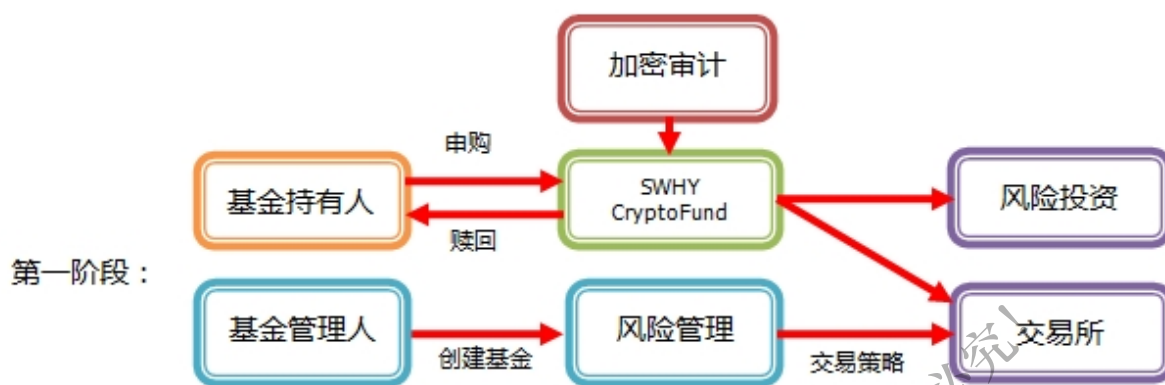 加密审计
申购
基金持有人
SWHY
CryptoFund
风险投资
赎回
第一阶段：
基金管理人
创建基金
风险管理
交易策略
交易所
究！